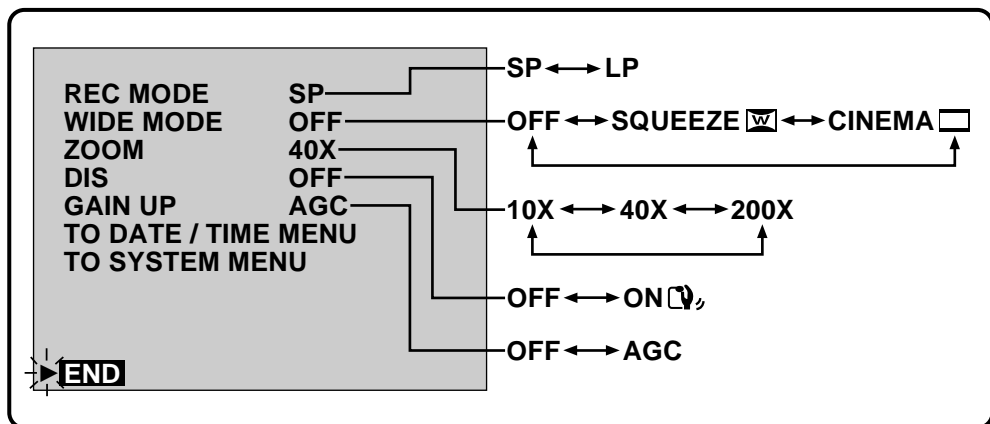 REC MODE SP
WIDE MODE OFF
ZOOM 40X
DIS OFF
GAIN UP AGC
TO DATE / TIME MENU
TO SYSTEM MENU
END
SP LP
OFF SQUEEZE W CINEMA
10X 40X 200X
OFF ON
OFF AGC